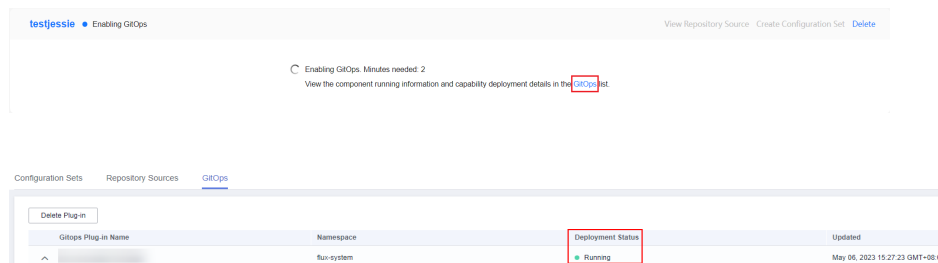 testjessie Enabling GitOps View Repository Source Create Configuration Set Delete
Enabling GitOps. Minutes needed: 2
View the component running information and capability deployment details in the GitOps list.
Configuration Sets Repository Sources GitOps
Delete Plug-in
Gitops Plug-in Name Namespace Deployment Status Updated
flux-system Running May 06, 2023 15:27:23 GMT+08: